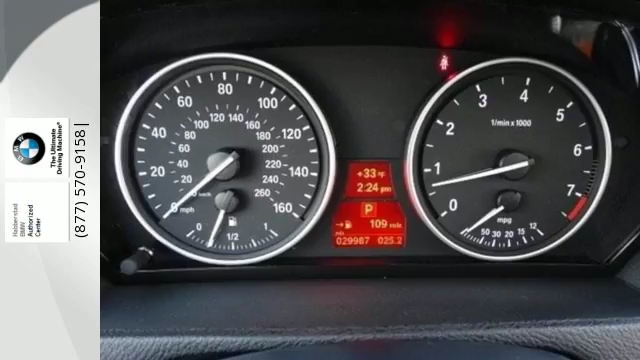 BMW
The Ultimate
Driving Machine®
Habberstad
BMW
Authorized
Center
(877) 570-9158 |
0 20 40 60 80 100 120 140 160
mph
20 40 60 80 100 120 140 160 180 200 220 240 260
km/h
0 1/2 1
+33 °F
2:24 pm
P
109 mls
mls
029987 025.2
0 1 2 3 4 5 6 7
1/min x 1000
mpg
50 30 20 15 12